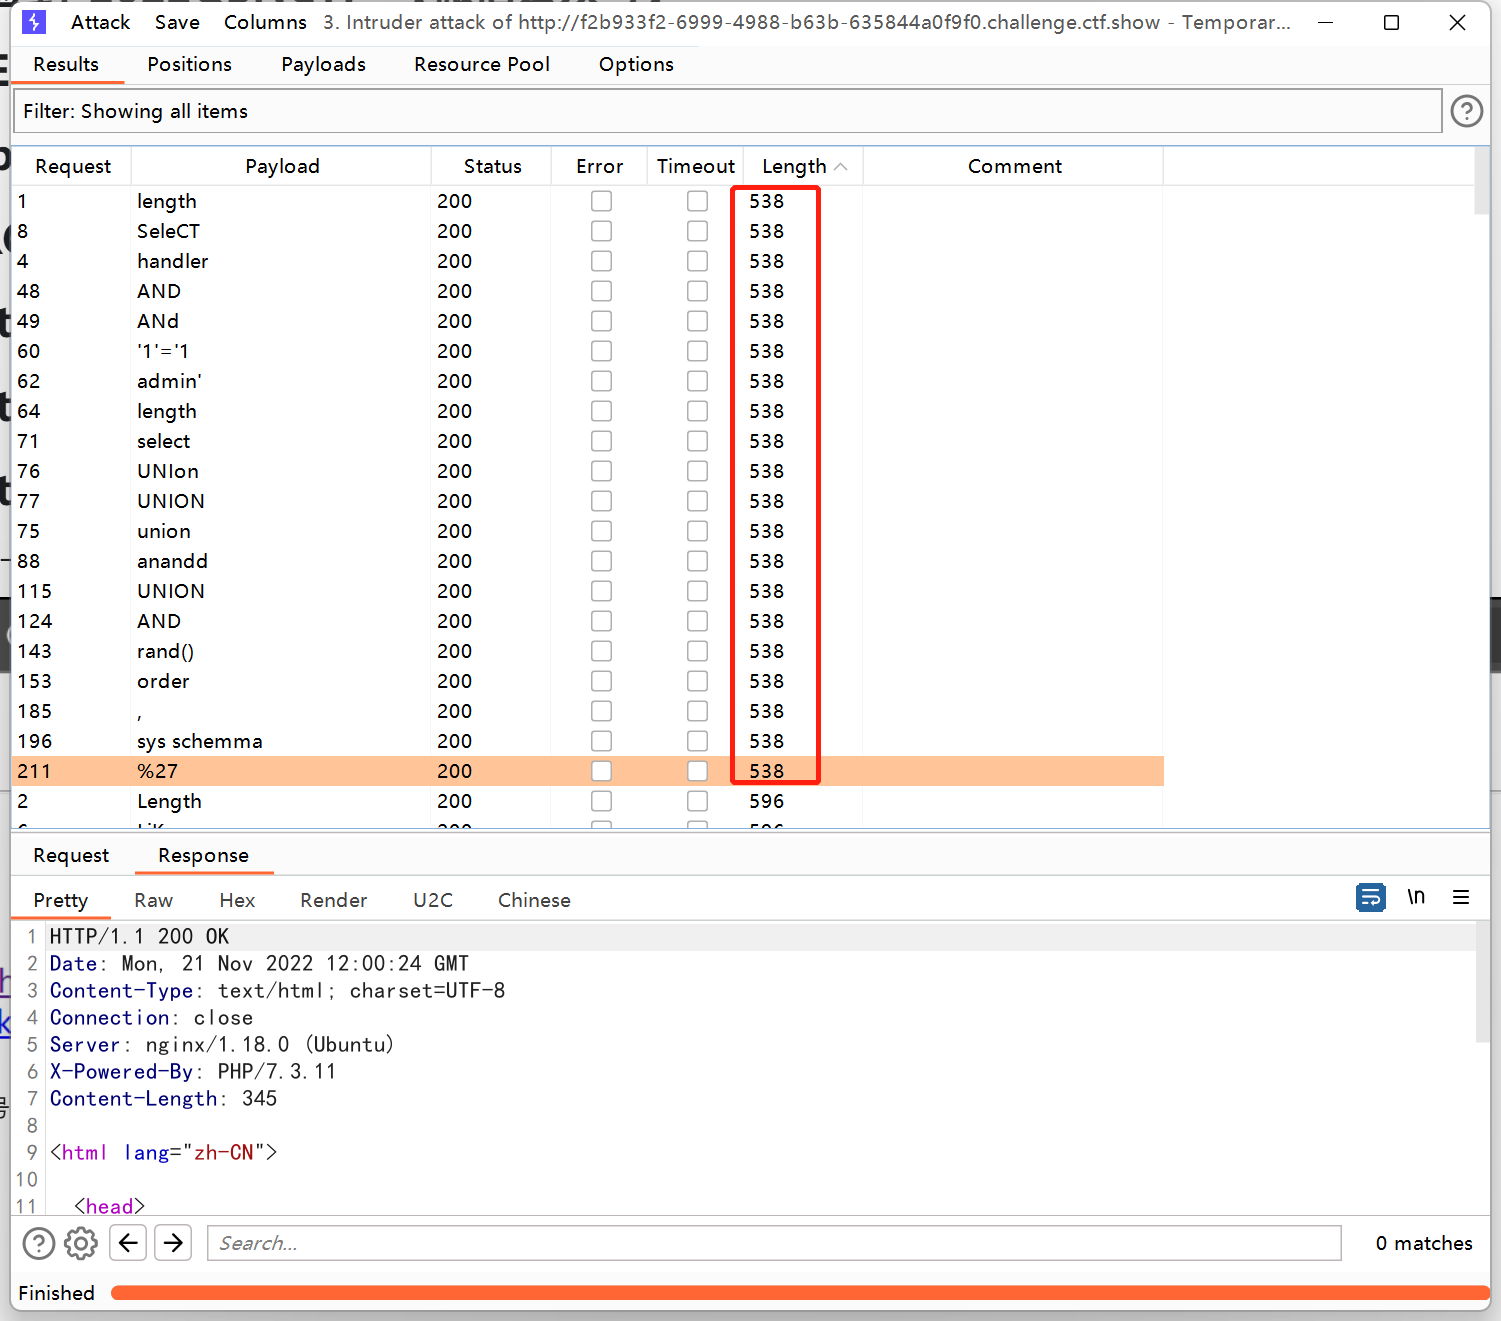 Attack Save Columns 3. Intruder attack of http://f2b933f2-6999-4988-b63b-635844a0f9f0.challenge.ctf.show - Temporar...
Results Positions Payloads Resource Pool Options
Filter: Showing all items
Request Payload Status Error Timeout Length Comment
1 length 200 538
8 SeleCT 200 538
4 handler 200 538
48 AND 200 538
49 ANd 200 538
60 '1'='1 200 538
62 admin' 200 538
64 length 200 538
71 select 200 538
76 UNIon 200 538
77 UNION 200 538
75 union 200 538
88 anandd 200 538
115 UNION 200 538
124 AND 200 538
143 rand() 200 538
153 order 200 538
185 , 200 538
196 sys schemma 200 538
211 %27 200 538
2 Length 200 596
Request Response
Pretty Raw Hex Render U2C Chinese \n
1 HTTP/1.1 200 OK
2 Date: Mon, 21 Nov 2022 12:00:24 GMT
3 Content-Type: text/html; charset=UTF-8
4 Connection: close
5 Server: nginx/1.18.0 (Ubuntu)
6 X-Powered-By: PHP/7.3.11
7 Content-Length: 345
8
9 <html lang="zh-CN">
10
11 <head>
Search... 0 matches
Finished